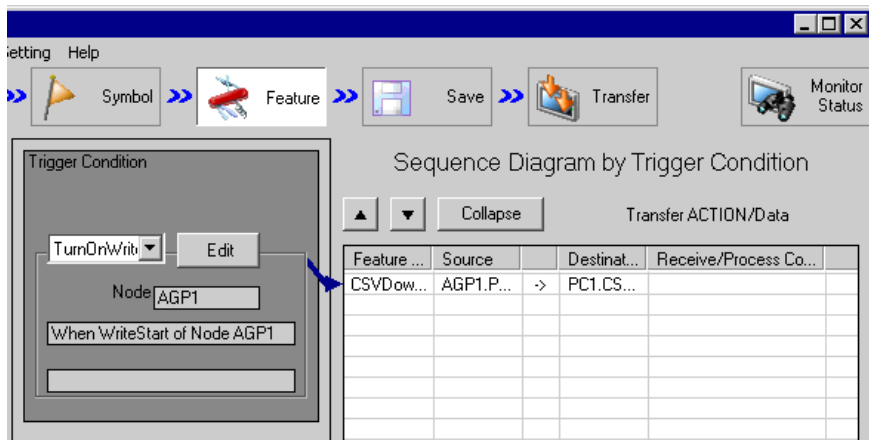 Setting Help
Symbol Feature Save Transfer Monitor Status
Trigger Condition
Sequence Diagram by Trigger Condition
Collapse Transfer ACTION/Data
TurnOnWrit Edit
Feature ... Source Destinat... Receive/Process Co...
CSVDow... AGP1.P... -> PC1.CS...
Node AGP1
When WriteStart of Node AGP1